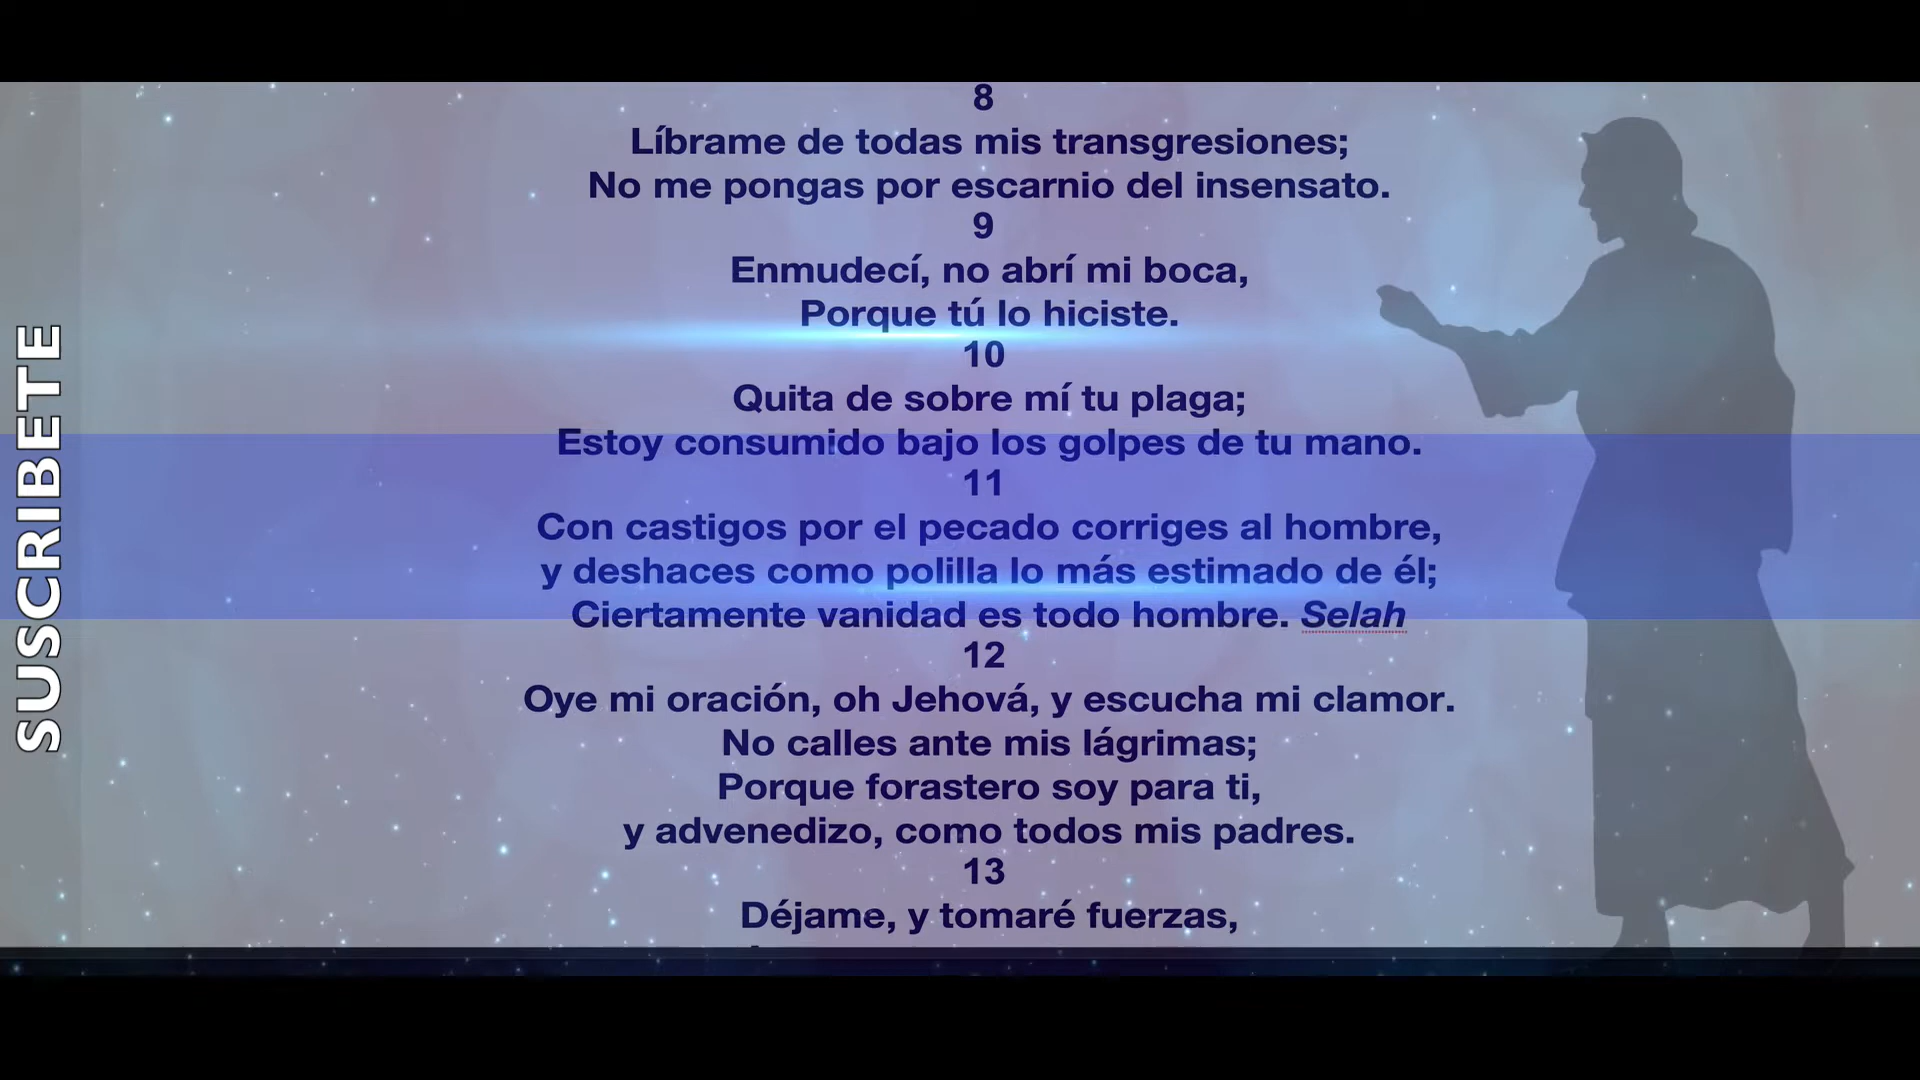 SUSCRIBETE
8
Líbrame de todas mis transgresiones;
No me pongas por escarnio del insensato.
9
Enmudecí, no abrí mi boca,
Porque tú lo hiciste.
10
Quita de sobre mí tu plaga;
Estoy consumido bajo los golpes de tu mano.
11
Con castigos por el pecado corriges al hombre,
y deshaces como polilla lo más estimado de él;
Ciertamente vanidad es todo hombre. Selah
12
Oye mi oración, oh Jehová, y escucha mi clamor.
No calles ante mis lágrimas;
Porque forastero soy para ti,
y advenedizo, como todos mis padres.
13
Déjame, y tomaré fuerzas,